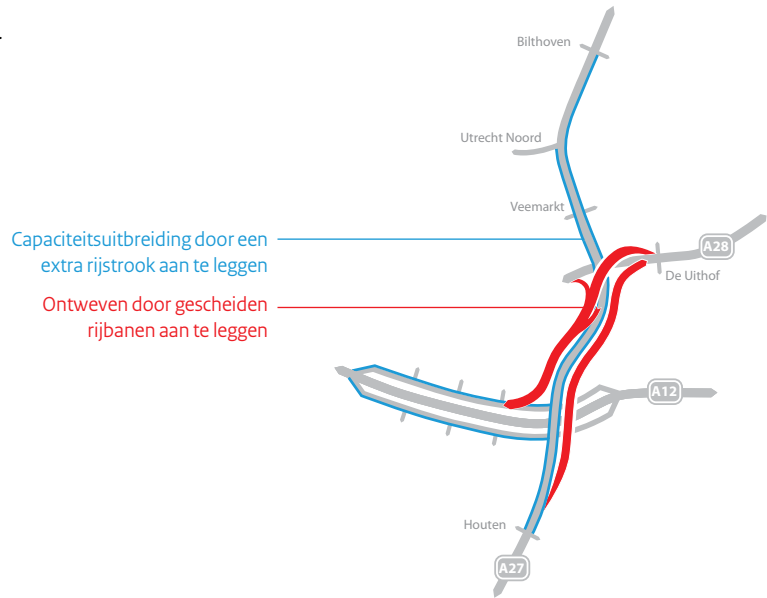 .
Bilthoven
Utrecht Noord
Veemarkt
Capaciteitsuitbreiding door een
extra rijstrook aan te leggen
A28
De Uithof
Ontweven door gescheiden
rijbanen aan te leggen
A12
Houten
A27